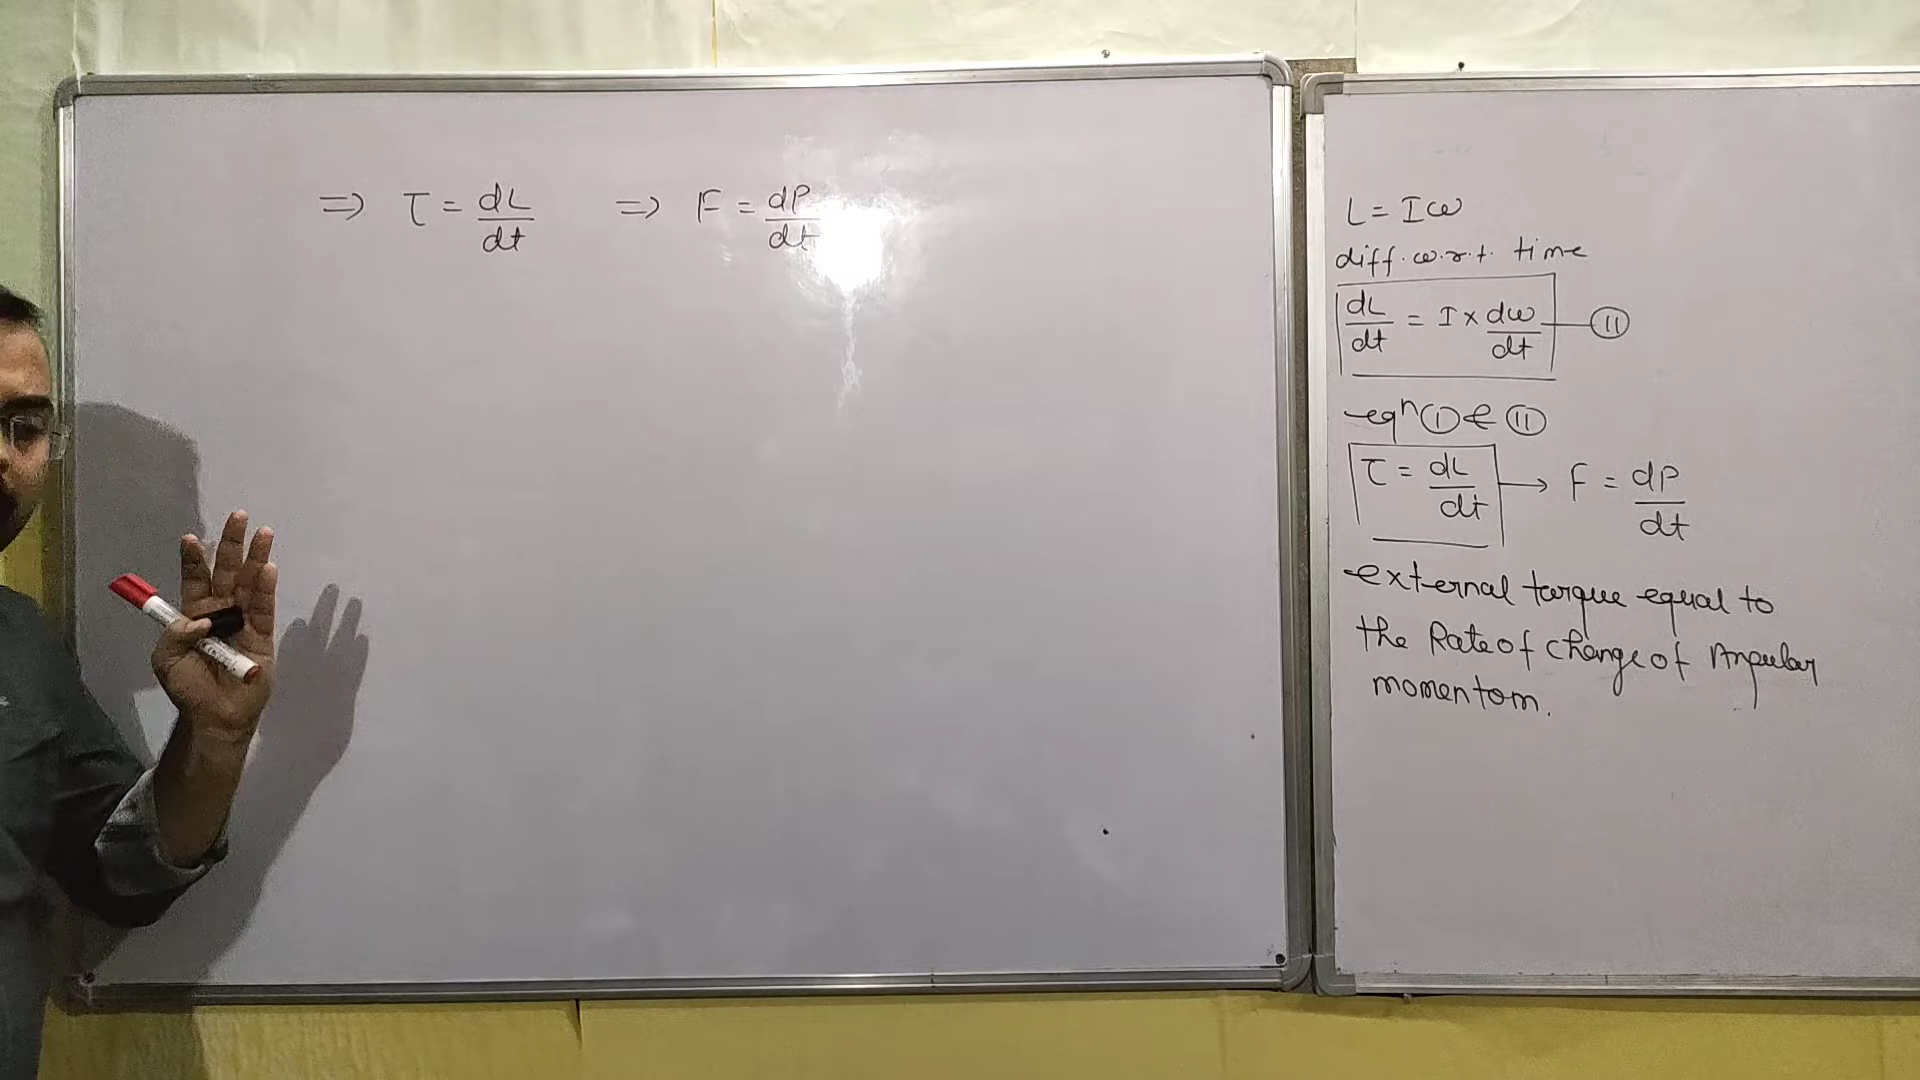 ⇒ τ = dL/dt ⇒ F = dP/dt
L = Iω
diff. w.r.t. time
dL/dt = I × dω/dt — (II)
eqⁿ (I) & (II)
τ = dL/dt → F = dP/dt
external torque equal to
the Rate of change of Angular
momentom.